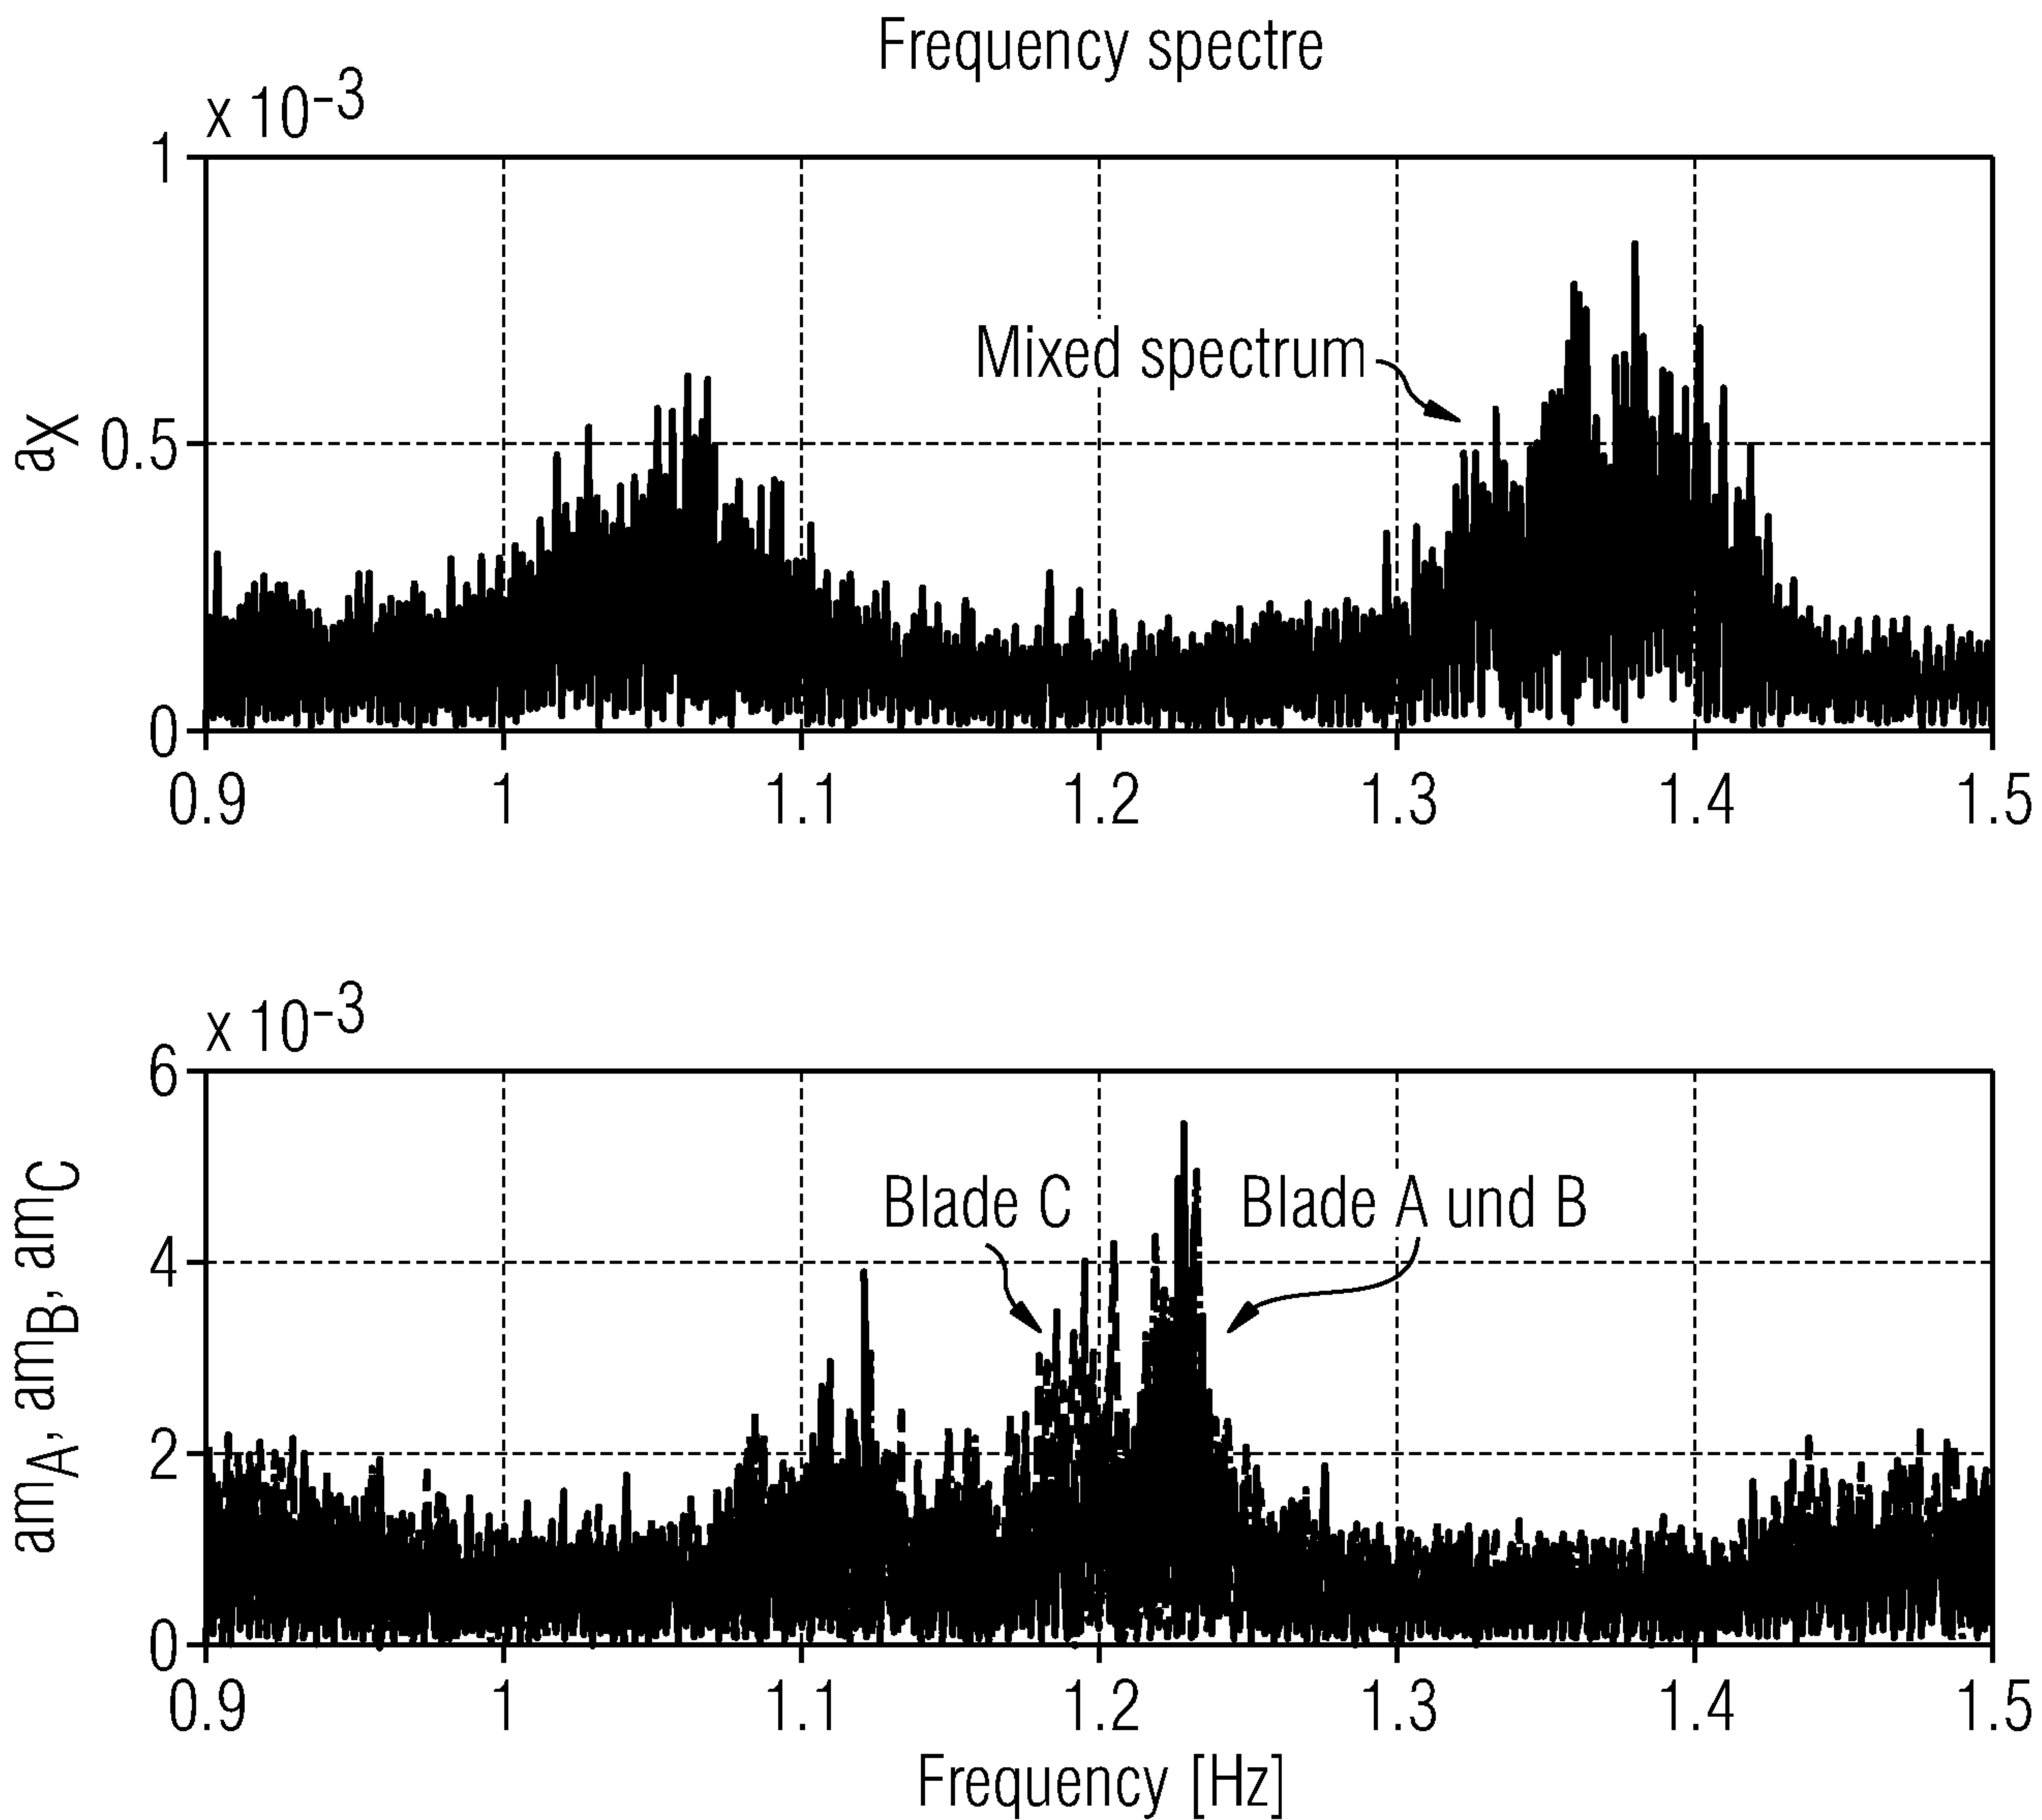 Frequency spectre
x 10-3
1
0.5
0
aX
Mixed spectrum
0.9 1 1.1 1.2 1.3 1.4 1.5
x 10-3
6
4
2
0
amA, amB, amC
Blade C
Blade A und B
0.9 1 1.1 1.2 1.3 1.4 1.5
Frequency [Hz]